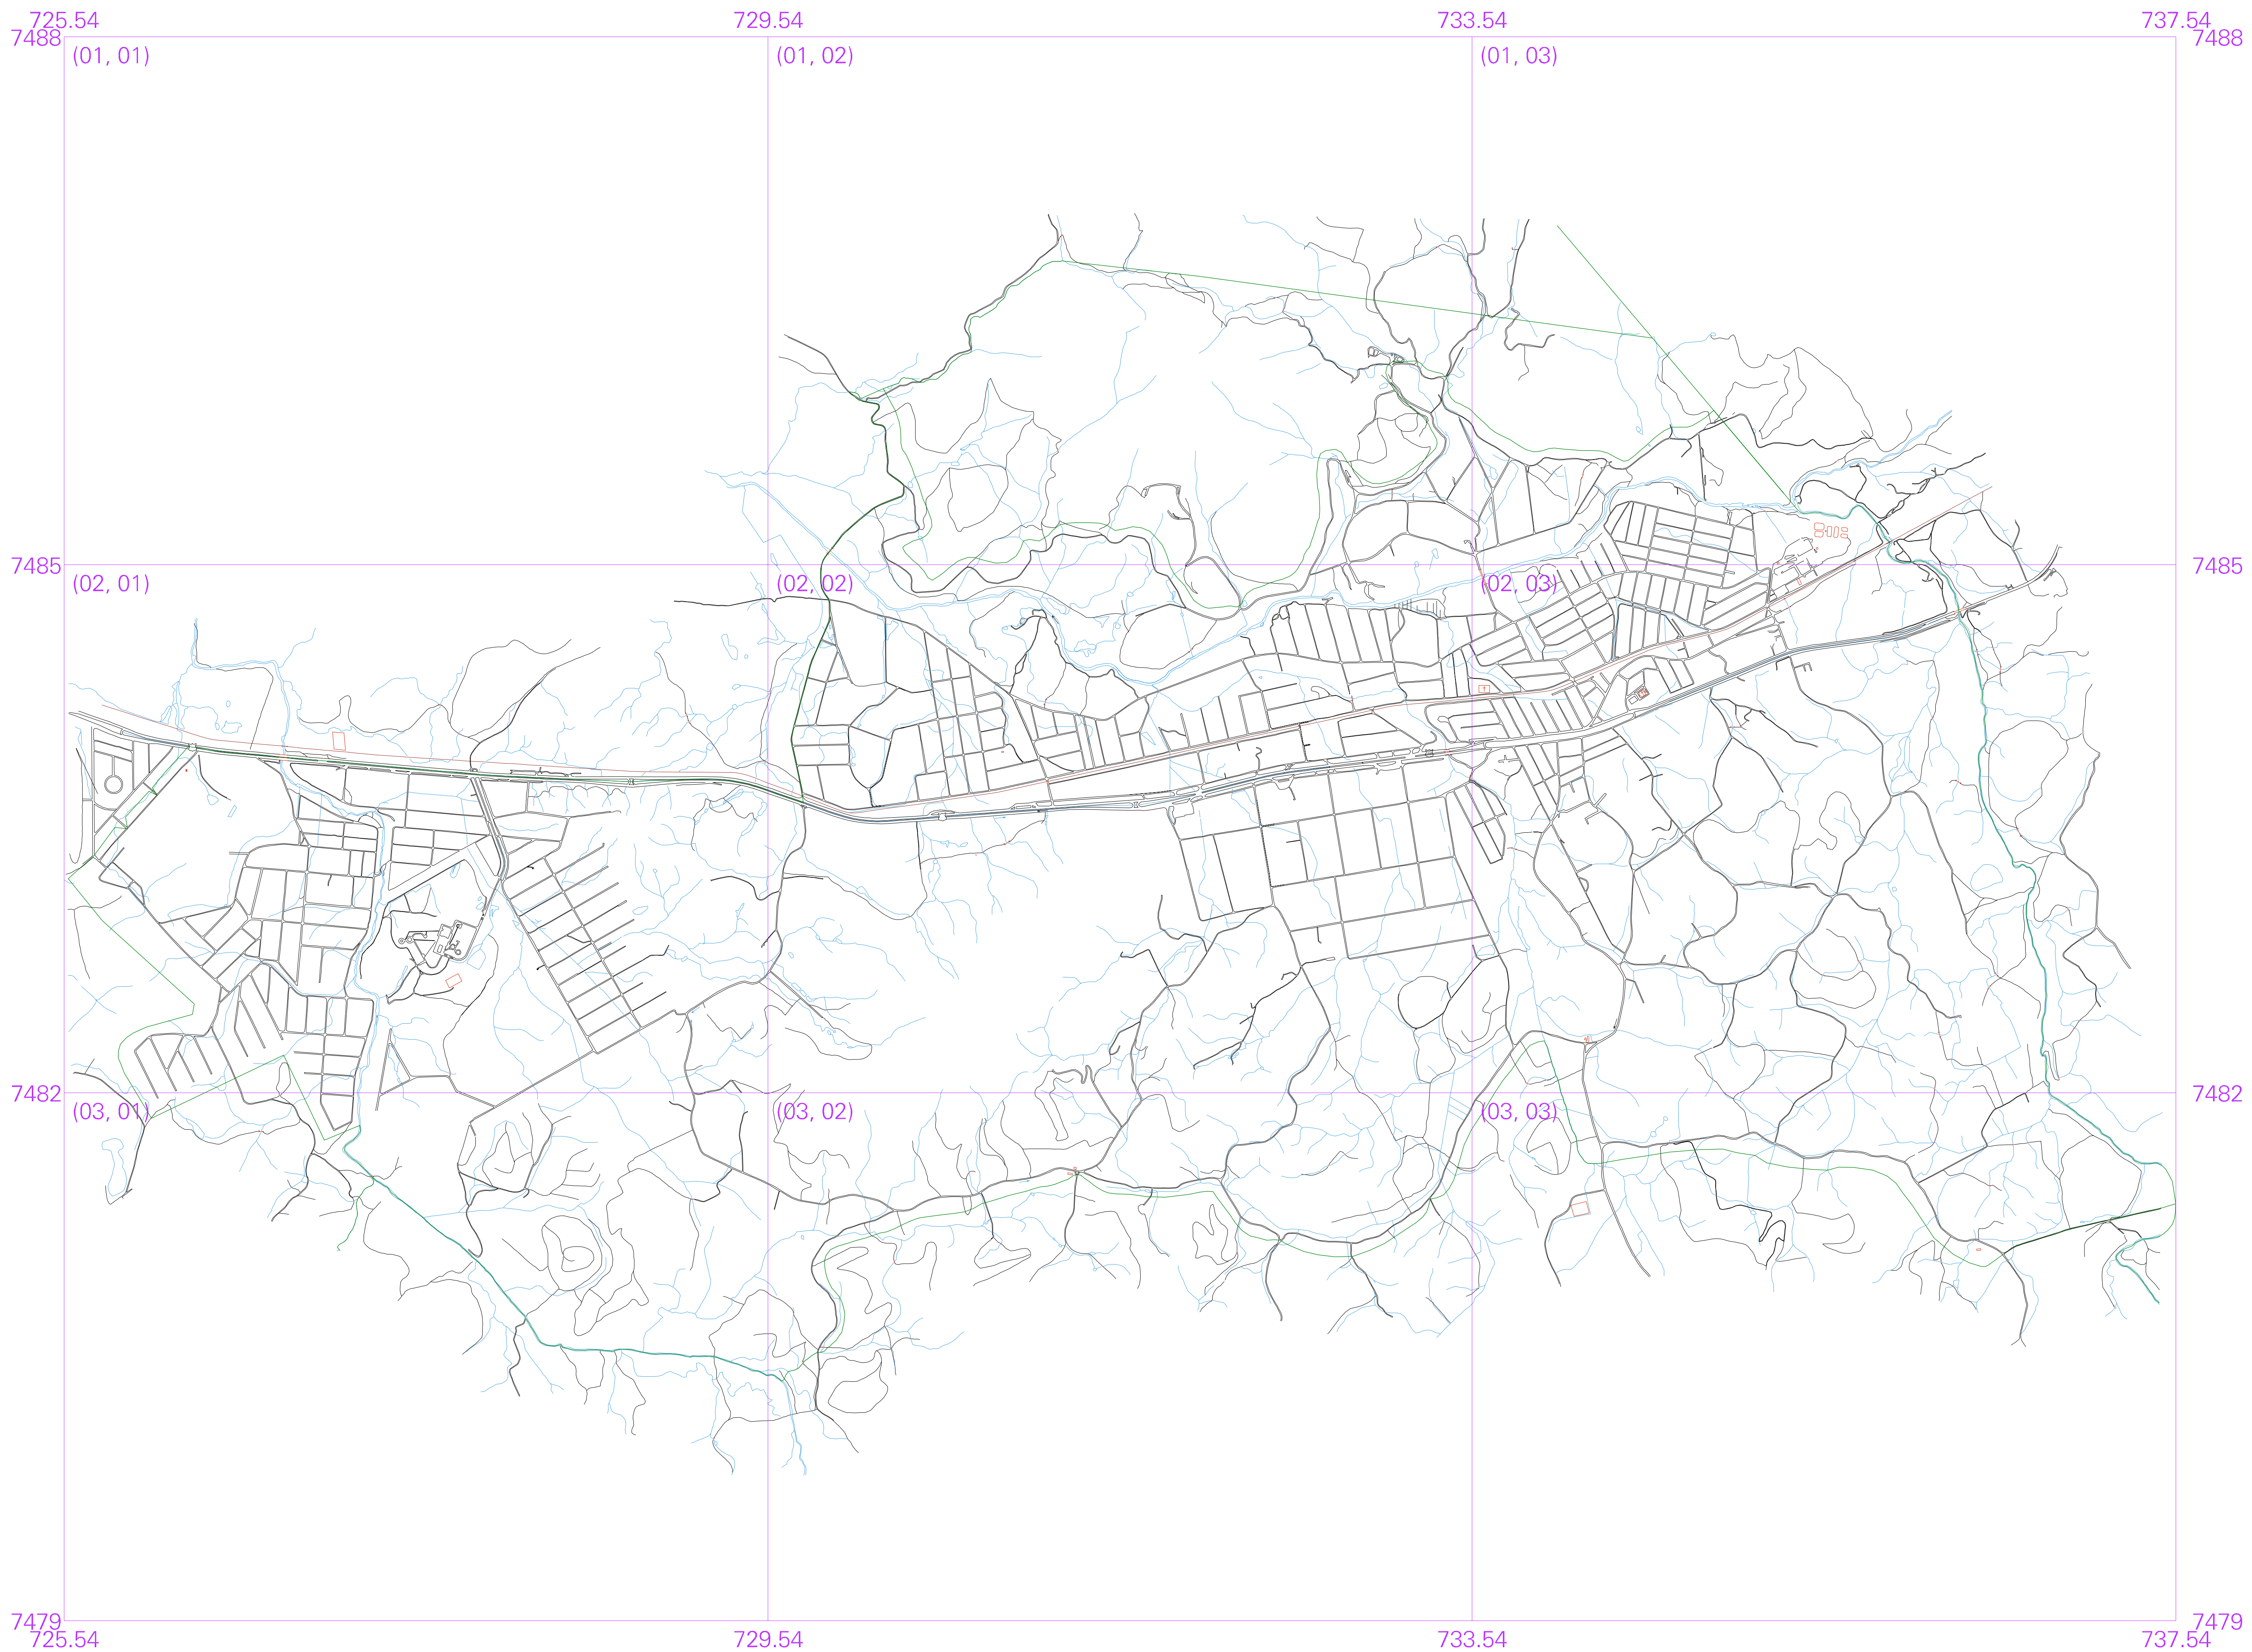 725.54 729.54 733.54 737.54
7488 7488
(01, 01) (01, 02) (01, 03)
7485 7485
(02, 01) (02, 02) (02, 03)
7482 7482
(03, 01) (03, 02) (03, 03)
7479 7479
725.54 729.54 733.54 737.54